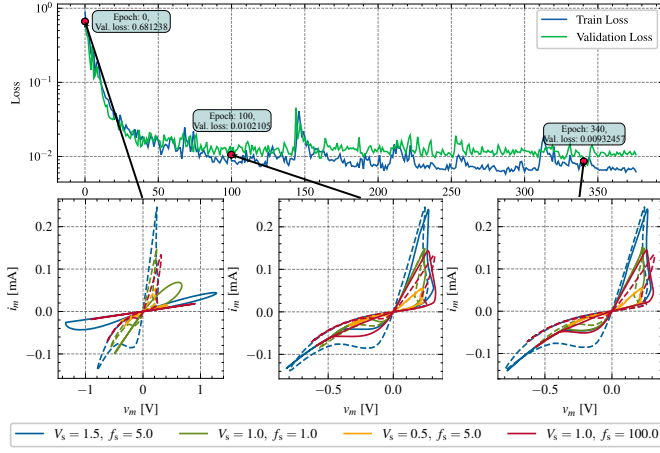 10⁰
10⁻¹
10⁻²
Loss
Epoch: 0,
Val. loss: 0.681238
Epoch: 100,
Val. loss: 0.0102105
Epoch: 340,
Val. loss: 0.00932457
Train Loss
Validation Loss
0 50 100 150 200 250 300 350
0.2
0.1
0.0
−0.1
i_m [mA]
−1 0 1
v_m [V]
0.2
0.1
0.0
−0.1
i_m [mA]
−0.5 0.0
v_m [V]
0.2
0.1
0.0
−0.1
i_m [mA]
−0.5 0.0
v_m [V]
V_s = 1.5, f_s = 5.0 V_s = 1.0, f_s = 1.0 V_s = 0.5, f_s = 5.0 V_s = 1.0, f_s = 100.0